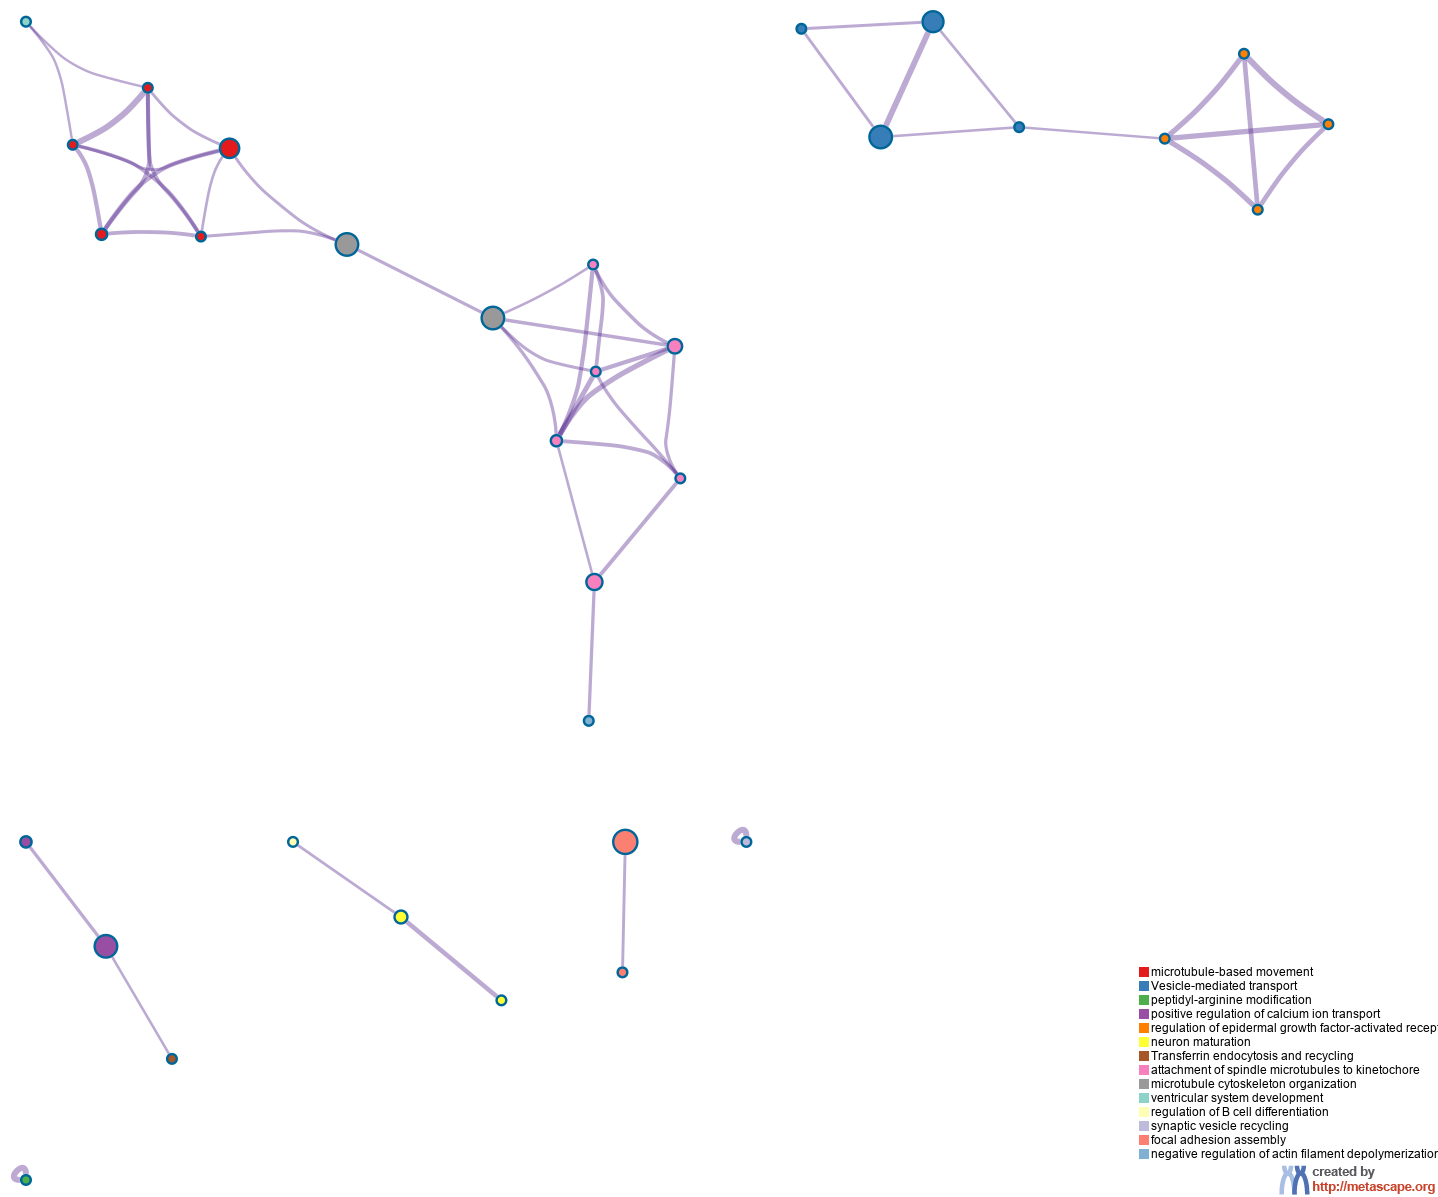 microtubule-based movement
Vesicle-mediated transport
peptidyl-arginine modification
positive regulation of calcium ion transport
regulation of epidermal growth factor-activated recept
neuron maturation
Transferrin endocytosis and recycling
attachment of spindle microtubules to kinetochore
microtubule cytoskeleton organization
ventricular system development
regulation of B cell differentiation
synaptic vesicle recycling
focal adhesion assembly
negative regulation of actin filament depolymerization
created by
http://metascape.org